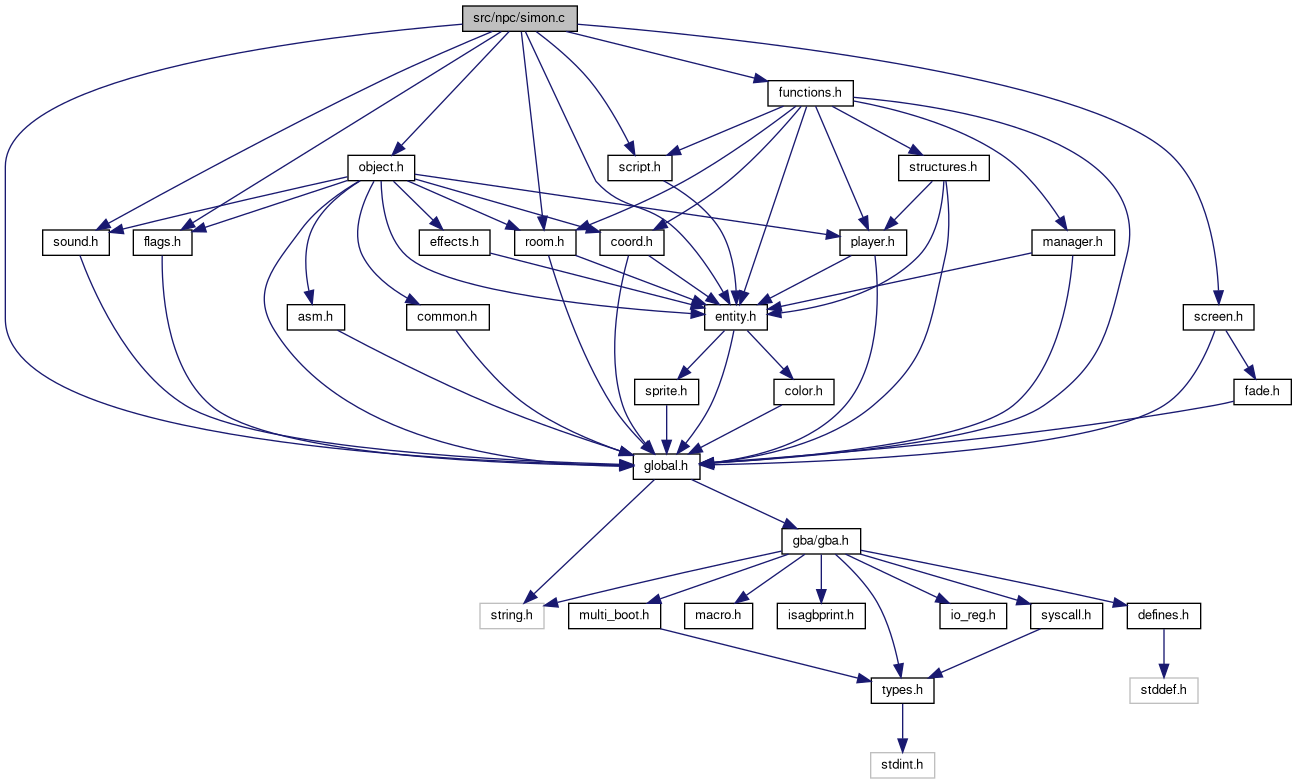 src/npc/simon.c
functions.h
object.h
script.h
structures.h
sound.h
flags.h
effects.h
room.h
coord.h
player.h
manager.h
asm.h
common.h
entity.h
screen.h
sprite.h
color.h
fade.h
global.h
gba/gba.h
string.h
multi_boot.h
macro.h
isagbprint.h
io_reg.h
syscall.h
defines.h
types.h
stddef.h
stdint.h